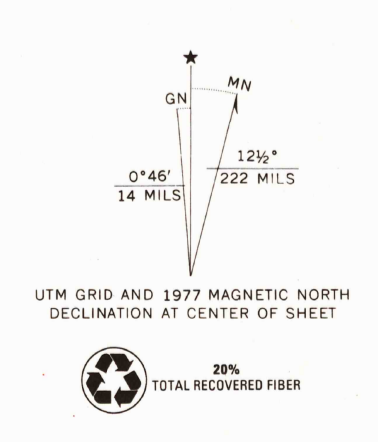 ★
MN
GN
12½°
222 MILS
0°46′
14 MILS
UTM GRID AND 1977 MAGNETIC NORTH
DECLINATION AT CENTER OF SHEET
20%
TOTAL RECOVERED FIBER